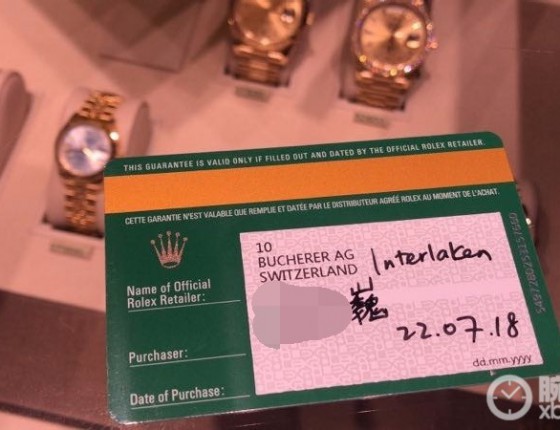 THIS GUARANTEE IS VALID ONLY IF FILLED OUT AND DATED BY THE OFFICIAL ROLEX RETAILER.
CETTE GARANTIE N'EST VALABLE QUE REMPLIE ET DATÉE PAR LE DISTRIBUTEUR AGRÉÉ ROLEX AU MOMENT DE L'ACHAT.
10
BUCHERER AG
SWITZERLAND
Interlaken
Name of Official
Rolex Retailer:
巍
Purchaser:
22.07.18
dd.mm.yyyy
Date of Purchase:
腕